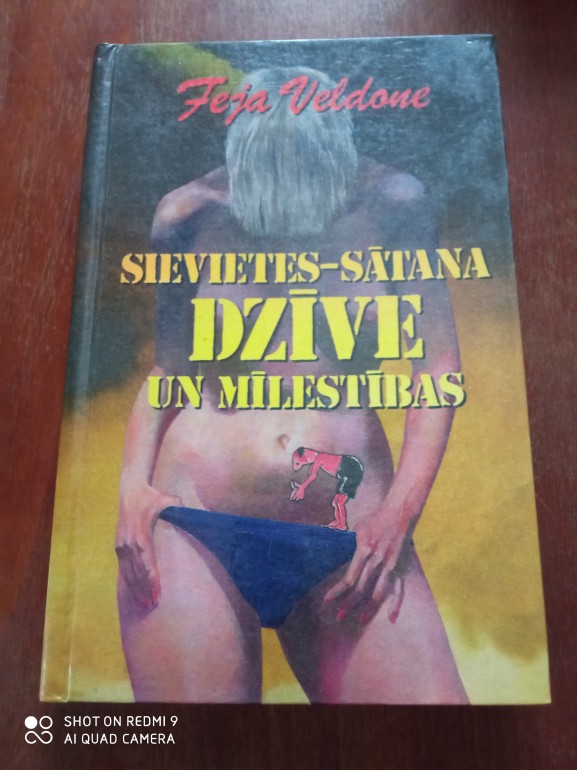 Feja Veldone
SIEVIETES-SĀTANA
DZĪVE
UN MĪLESTĪBAS
SHOT ON REDMI 9
AI QUAD CAMERA